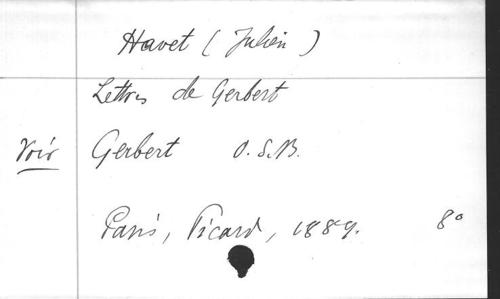 Havet (Julien)
Lettres de Gerbert
Voir Gerbert O.S.B.
Paris, Picard, 1889. 8°